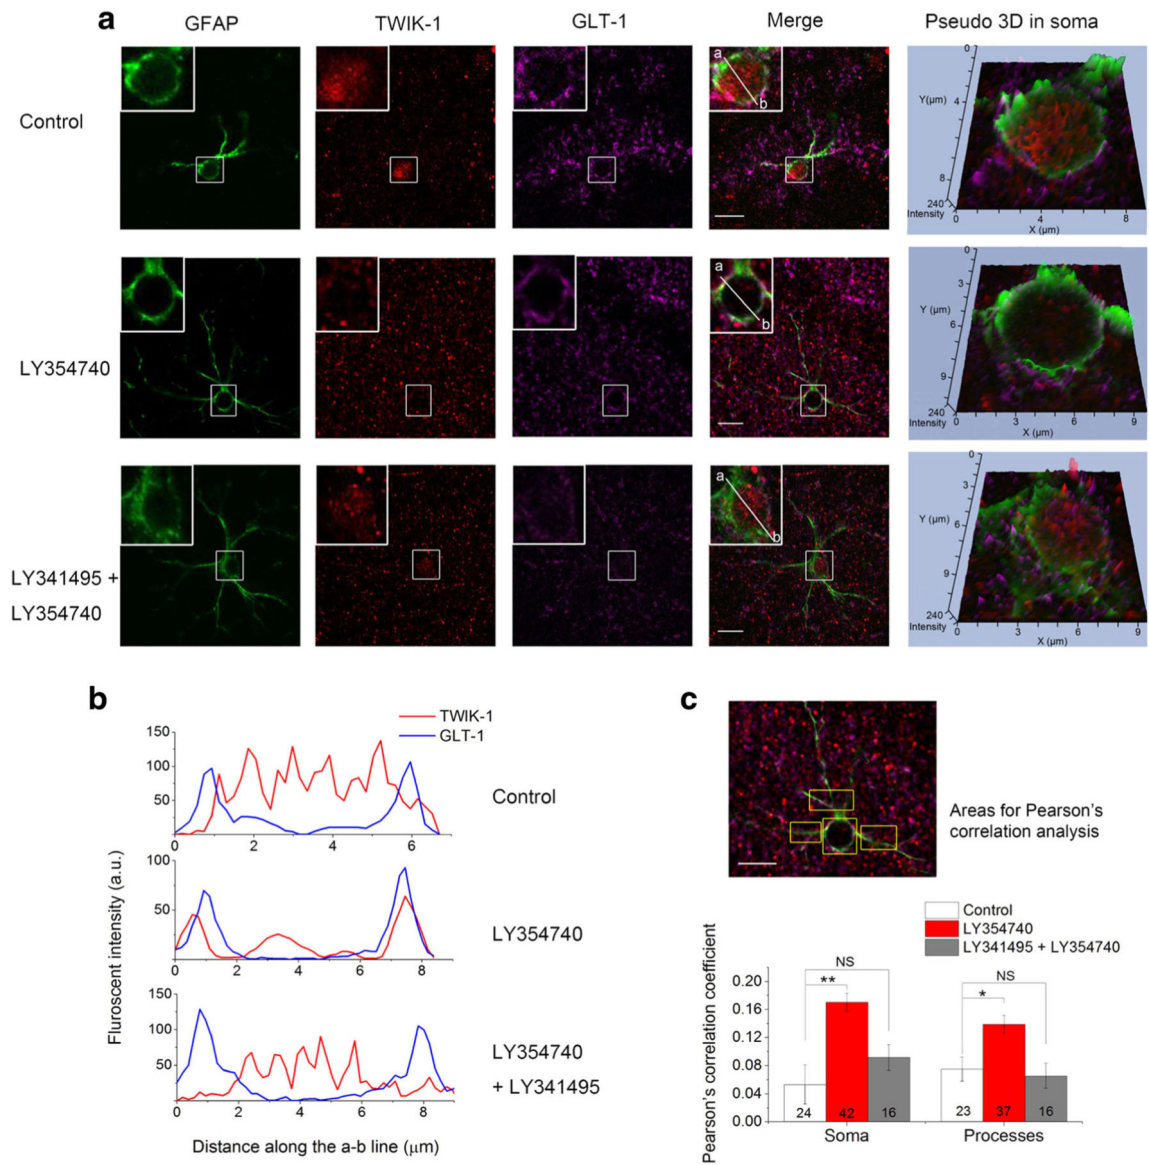 a
GFAP TWIK-1 GLT-1 Merge Pseudo 3D in soma
Control
a
b
0
Y(µm) 4
8
240
Intensity
0 4 8
X (µm)
LY354740
a
b
0
3
Y (µm)
6
9
240
Intensity
0 3 6 9
X (µm)
LY341495 +
LY354740
a
b
0
3
Y (µm)
6
9
240
Intensity
0 3 6 9
X (µm)
b
TWIK-1
GLT-1
Fluroscent intensity (a.u.)
150
100
50
0 2 4 6
Control
100
50
0 2 4 6 8
LY354740
150
100
50
0 2 4 6 8
LY354740
+ LY341495
Distance along the a-b line (µm)
c
Areas for Pearson's
correlation analysis
Control
LY354740
LY341495 + LY354740
Pearson's correlation coefficient
0.20
0.16
0.12
0.08
0.04
0.00
NS
**
NS
*
24 42 16 23 37 16
Soma Processes